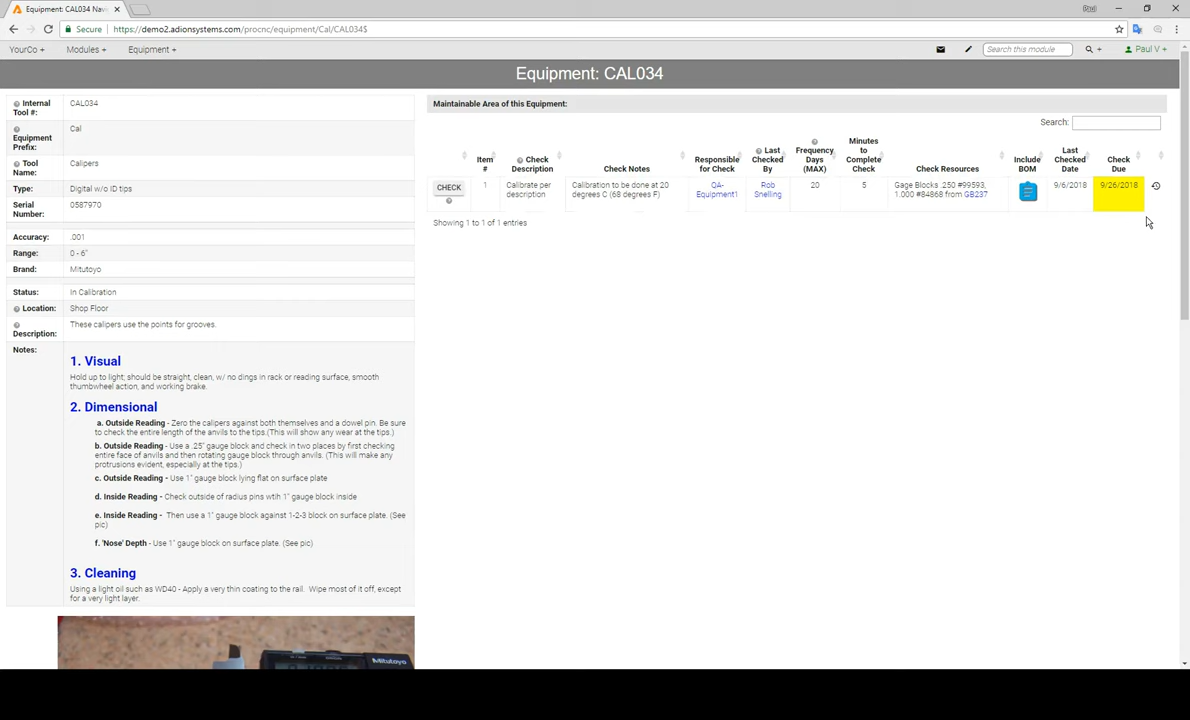 Equipment: CAL034 Nav
Paul
Secure
https://demo2.adionsystems.com/procnc/equipment/Cal/CAL034$
YourCo +
Modules +
Equipment +
Search this module
+
Paul V +
Equipment: CAL034
Internal Tool #:
CAL034
Equipment Prefix:
Cal
Tool Name:
Calipers
Type:
Digital w/o ID tips
Serial Number:
0587970
Accuracy:
.001
Range:
0 - 6"
Brand:
Mitutoyo
Status:
In Calibration
Location:
Shop Floor
Description:
These calipers use the points for grooves.
Notes:
1. Visual
Hold up to light; should be straight, clean, w/ no dings in rack or reading surface, smooth
thumbwheel action, and working brake.
2. Dimensional
a. Outside Reading - Zero the calipers against both themselves and a dowel pin. Be sure
to check the entire length of the anvils to the tips.(This will show any wear at the tips.)
b. Outside Reading - Use a .25" gauge block and check in two places by first checking
entire face of anvils and then rotating gauge block through anvils. (This will make any
protrusions evident, especially at the tips.)
c. Outside Reading - Use 1" gauge block lying flat on surface plate
d. Inside Reading - Check outside of radius pins wtih 1" gauge block inside
e. Inside Reading - Then use a 1" gauge block against 1-2-3 block on surface plate. (See
pic)
f. 'Nose' Depth - Use 1" gauge block on surface plate. (See pic)
3. Cleaning
Using a light oil such as WD40 - Apply a very thin coating to the rail. Wipe most of it off, except
for a very light layer.
Mitutoyo
Maintainable Area of this Equipment:
Search:
Item #
Check Description
Check Notes
Responsible for Check
Last Checked By
Frequency Days (MAX)
Minutes to Complete Check
Check Resources
Include BOM
Last Checked Date
Check Due
CHECK
1
Calibrate per description
Calibration to be done at 20 degrees C (68 degrees F)
QA-Equipment1
Rob Snelling
20
5
Gage Blocks .250 #99593, 1.000 #84868 from GB237
9/6/2018
9/26/2018
Showing 1 to 1 of 1 entries